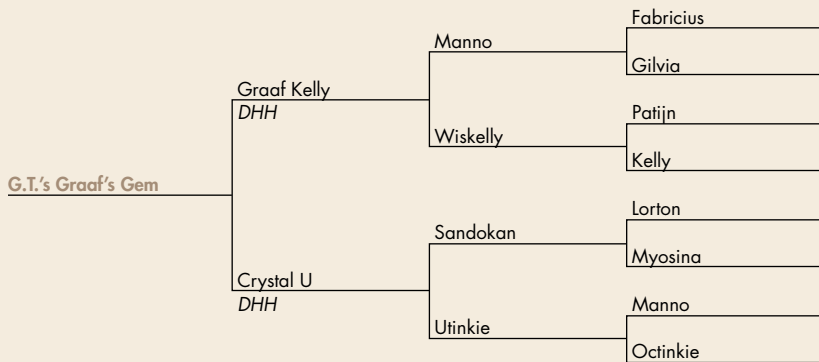 Fabricius
Manno
Gilvia
Graaf Kelly
DHH
Patijn
Wiskelly
Kelly
G.T.'s Graaf's Gem
Lorton
Sandokan
Myosina
Crystal U
DHH
Manno
Utinkie
Octinkie